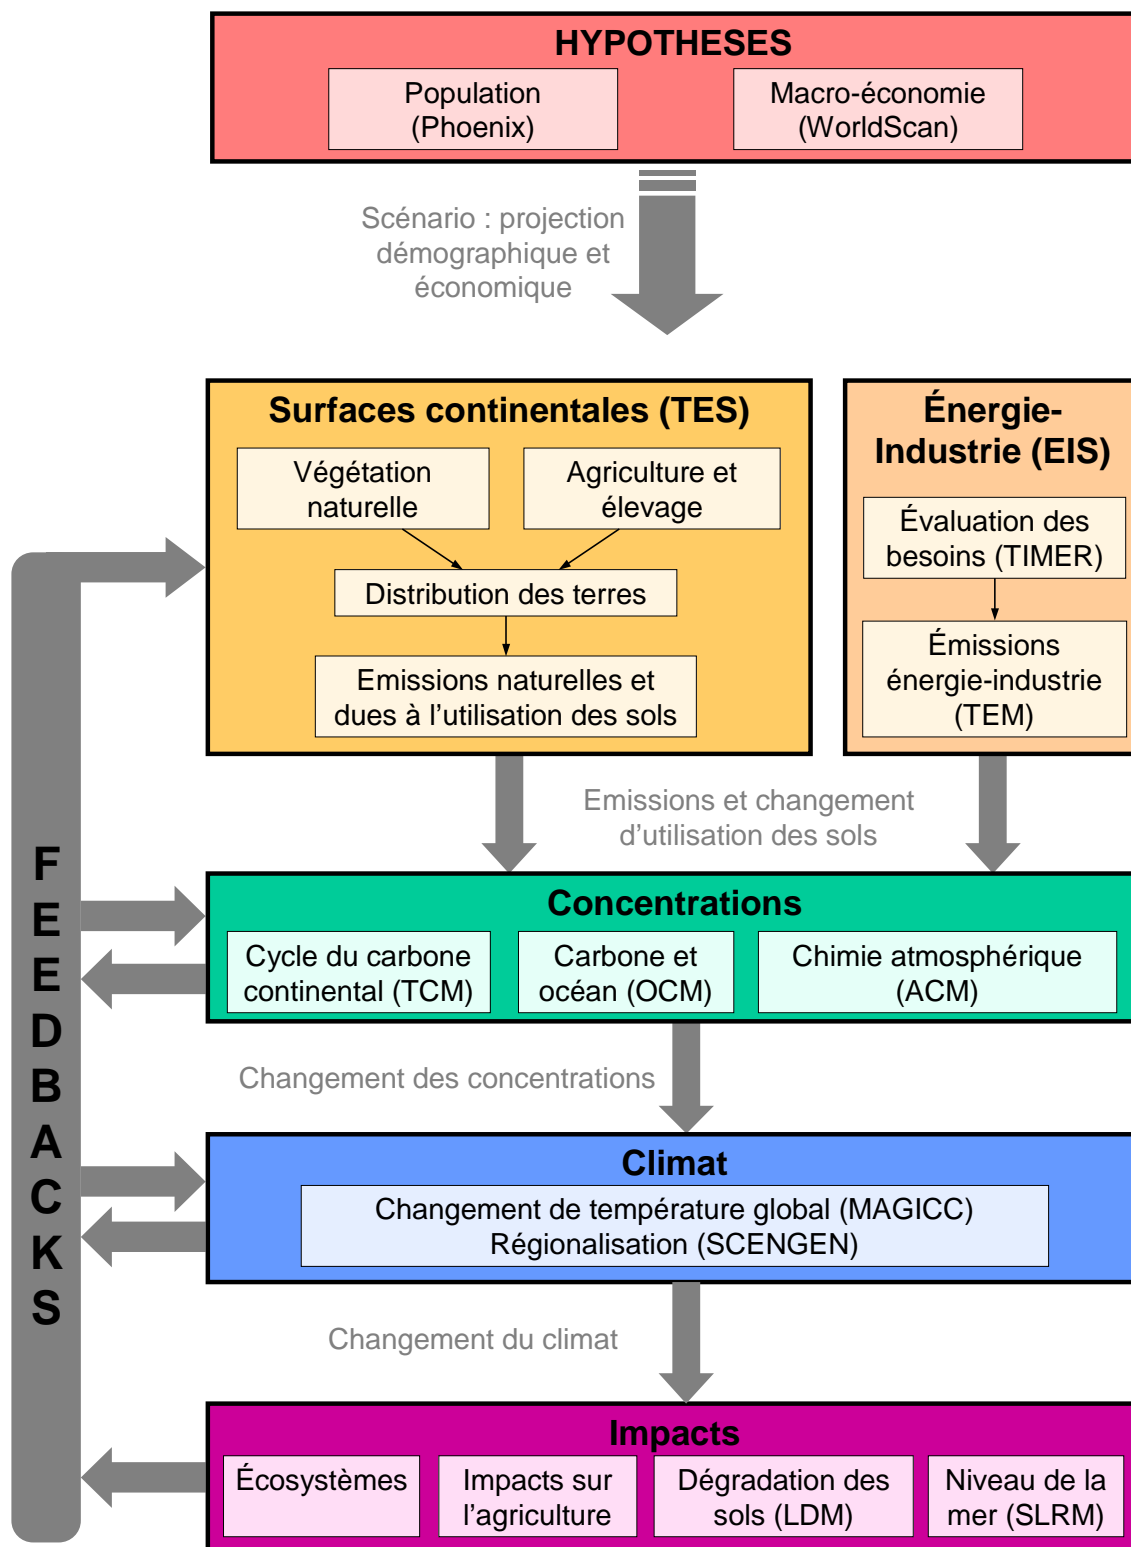 HYPOTHESES
Population
(Phoenix)
Macro-économie
(WorldScan)
Scénario : projection
démographique et
économique
Surfaces continentales (TES)
Végétation
naturelle
Agriculture et
élevage
Distribution des terres
Emissions naturelles et
dues à l’utilisation des sols
Énergie-
Industrie (EIS)
Évaluation des
besoins (TIMER)
Émissions
énergie-industrie
(TEM)
Emissions et changement
d’utilisation des sols
Concentrations
Cycle du carbone
continental (TCM)
Carbone et
océan (OCM)
Chimie atmosphérique
(ACM)
Changement des concentrations
Climat
Changement de température global (MAGICC)
Régionalisation (SCENGEN)
Changement du climat
Impacts
Écosystèmes
Impacts sur
l’agriculture
Dégradation des
sols (LDM)
Niveau de la
mer (SLRM)
FEEDBACKS